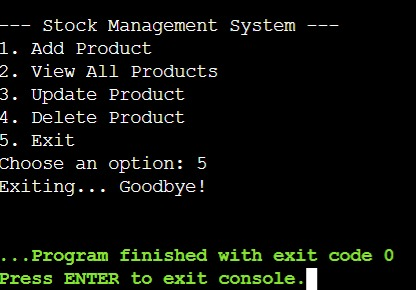 --- Stock Management System ---
1. Add Product
2. View All Products
3. Update Product
4. Delete Product
5. Exit
Choose an option: 5
Exiting... Goodbye!
...Program finished with exit code 0
Press ENTER to exit console.